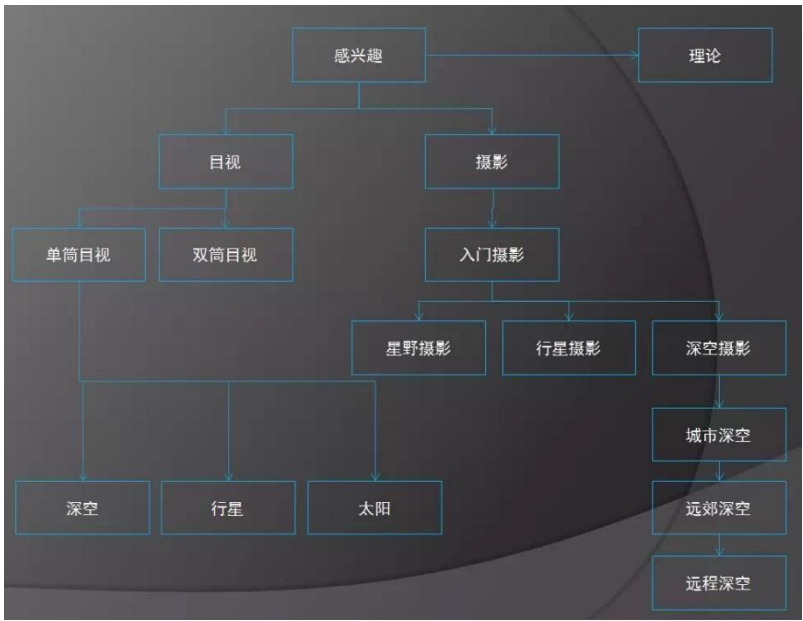 感兴趣
理论
目视
摄影
单筒目视
双筒目视
入门摄影
星野摄影
行星摄影
深空摄影
城市深空
深空
行星
太阳
远郊深空
远程深空